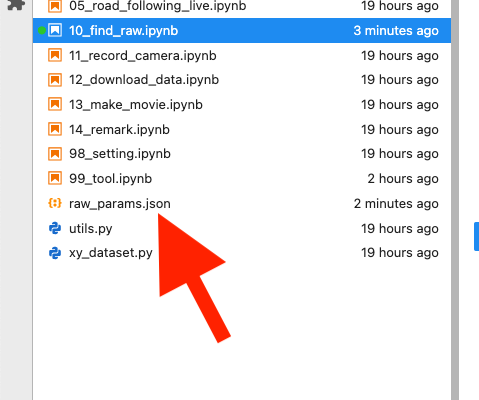 05_road_following_live.ipynb 19 hours ago
10_find_raw.ipynb 3 minutes ago
11_record_camera.ipynb 19 hours ago
12_download_data.ipynb 19 hours ago
13_make_movie.ipynb 19 hours ago
14_remark.ipynb 19 hours ago
98_setting.ipynb 19 hours ago
99_tool.ipynb 2 hours ago
raw_params.json 2 minutes ago
utils.py 19 hours ago
xy_dataset.py 19 hours ago